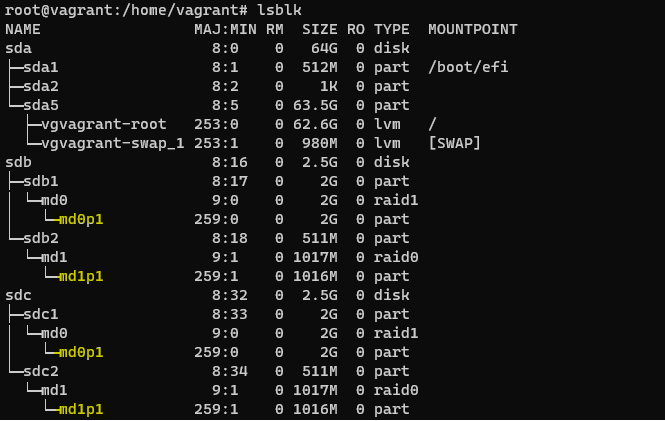 root@vagrant:/home/vagrant# lsblk
NAME                 MAJ:MIN RM  SIZE RO TYPE  MOUNTPOINT
sda                    8:0    0   64G  0 disk
├─sda1                 8:1    0  512M  0 part  /boot/efi
├─sda2                 8:2    0    1K  0 part
└─sda5                 8:5    0 63.5G  0 part
  ├─vgvagrant-root   253:0    0 62.6G  0 lvm   /
  └─vgvagrant-swap_1 253:1    0  980M  0 lvm   [SWAP]
sdb                    8:16   0  2.5G  0 disk
├─sdb1                 8:17   0    2G  0 part
│ └─md0                9:0    0    2G  0 raid1
│   └─md0p1          259:0    0    2G  0 part
└─sdb2                 8:18   0  511M  0 part
  └─md1                9:1    0 1017M  0 raid0
    └─md1p1          259:1    0 1016M  0 part
sdc                    8:32   0  2.5G  0 disk
├─sdc1                 8:33   0    2G  0 part
│ └─md0                9:0    0    2G  0 raid1
│   └─md0p1          259:0    0    2G  0 part
└─sdc2                 8:34   0  511M  0 part
  └─md1                9:1    0 1017M  0 raid0
    └─md1p1          259:1    0 1016M  0 part